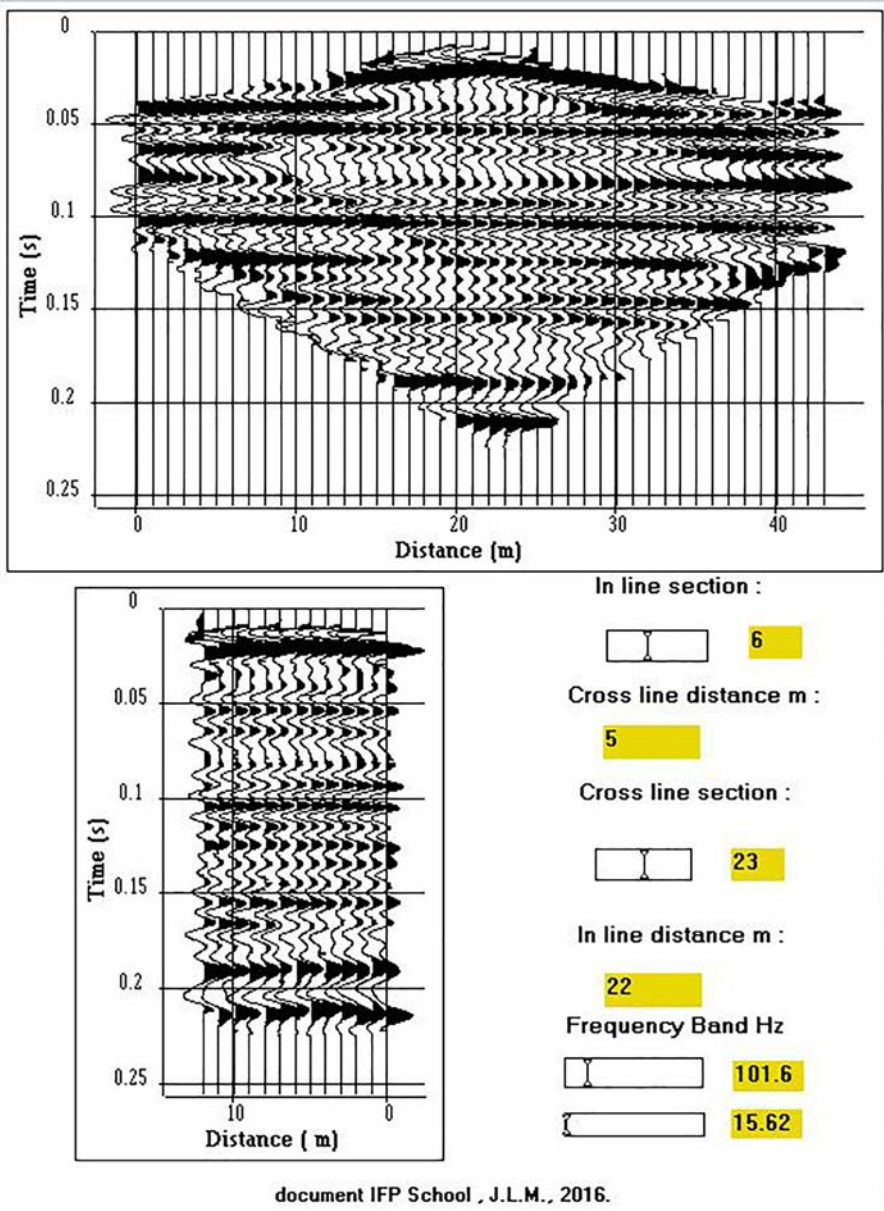 0
0.05
0.1
0.15
0.2
0.25
Time (s)
0 10 20 30 40
Distance (m)
0
0.05
0.1
0.15
0.2
0.25
Time (s)
10 0
Distance ( m)
In line section :
6
Cross line distance m :
5
Cross line section :
23
In line distance m :
22
Frequency Band Hz
101.6
15.62
document IFP School , J.L.M., 2016.